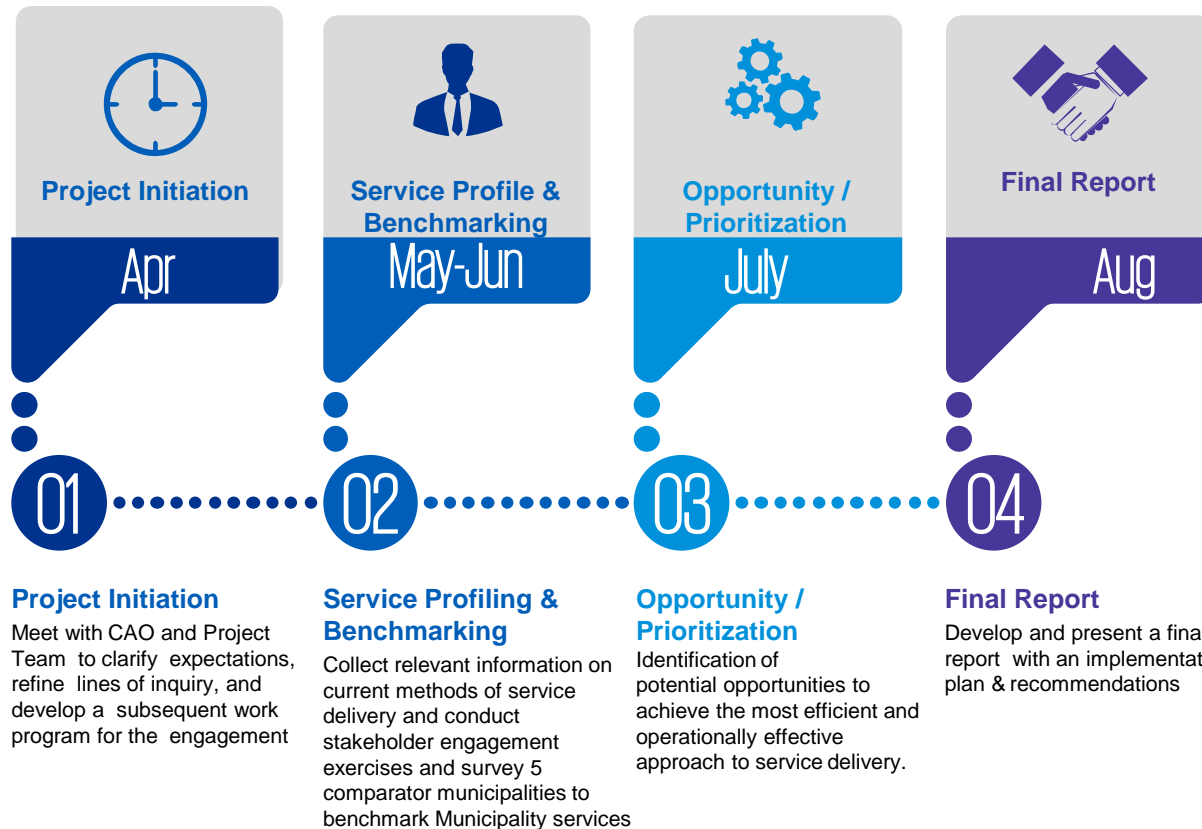 Project Initiation
Apr
Service Profile &
Benchmarking
May-Jun
Opportunity /
Prioritization
July
Final Report
Aug
01
02
03
04
Project Initiation
Meet with CAO and Project
Team to clarify expectations,
refine lines of inquiry, and
develop a subsequent work
program for the engagement
Service Profiling &
Benchmarking
Collect relevant information on
current methods of service
delivery and conduct
stakeholder engagement
exercises and survey 5
comparator municipalities to
benchmark Municipality services
Opportunity /
Prioritization
Identification of
potential opportunities to
achieve the most efficient and
operationally effective
approach to service delivery.
Final Report
Develop and present a fina
report with an implementat
plan & recommendations